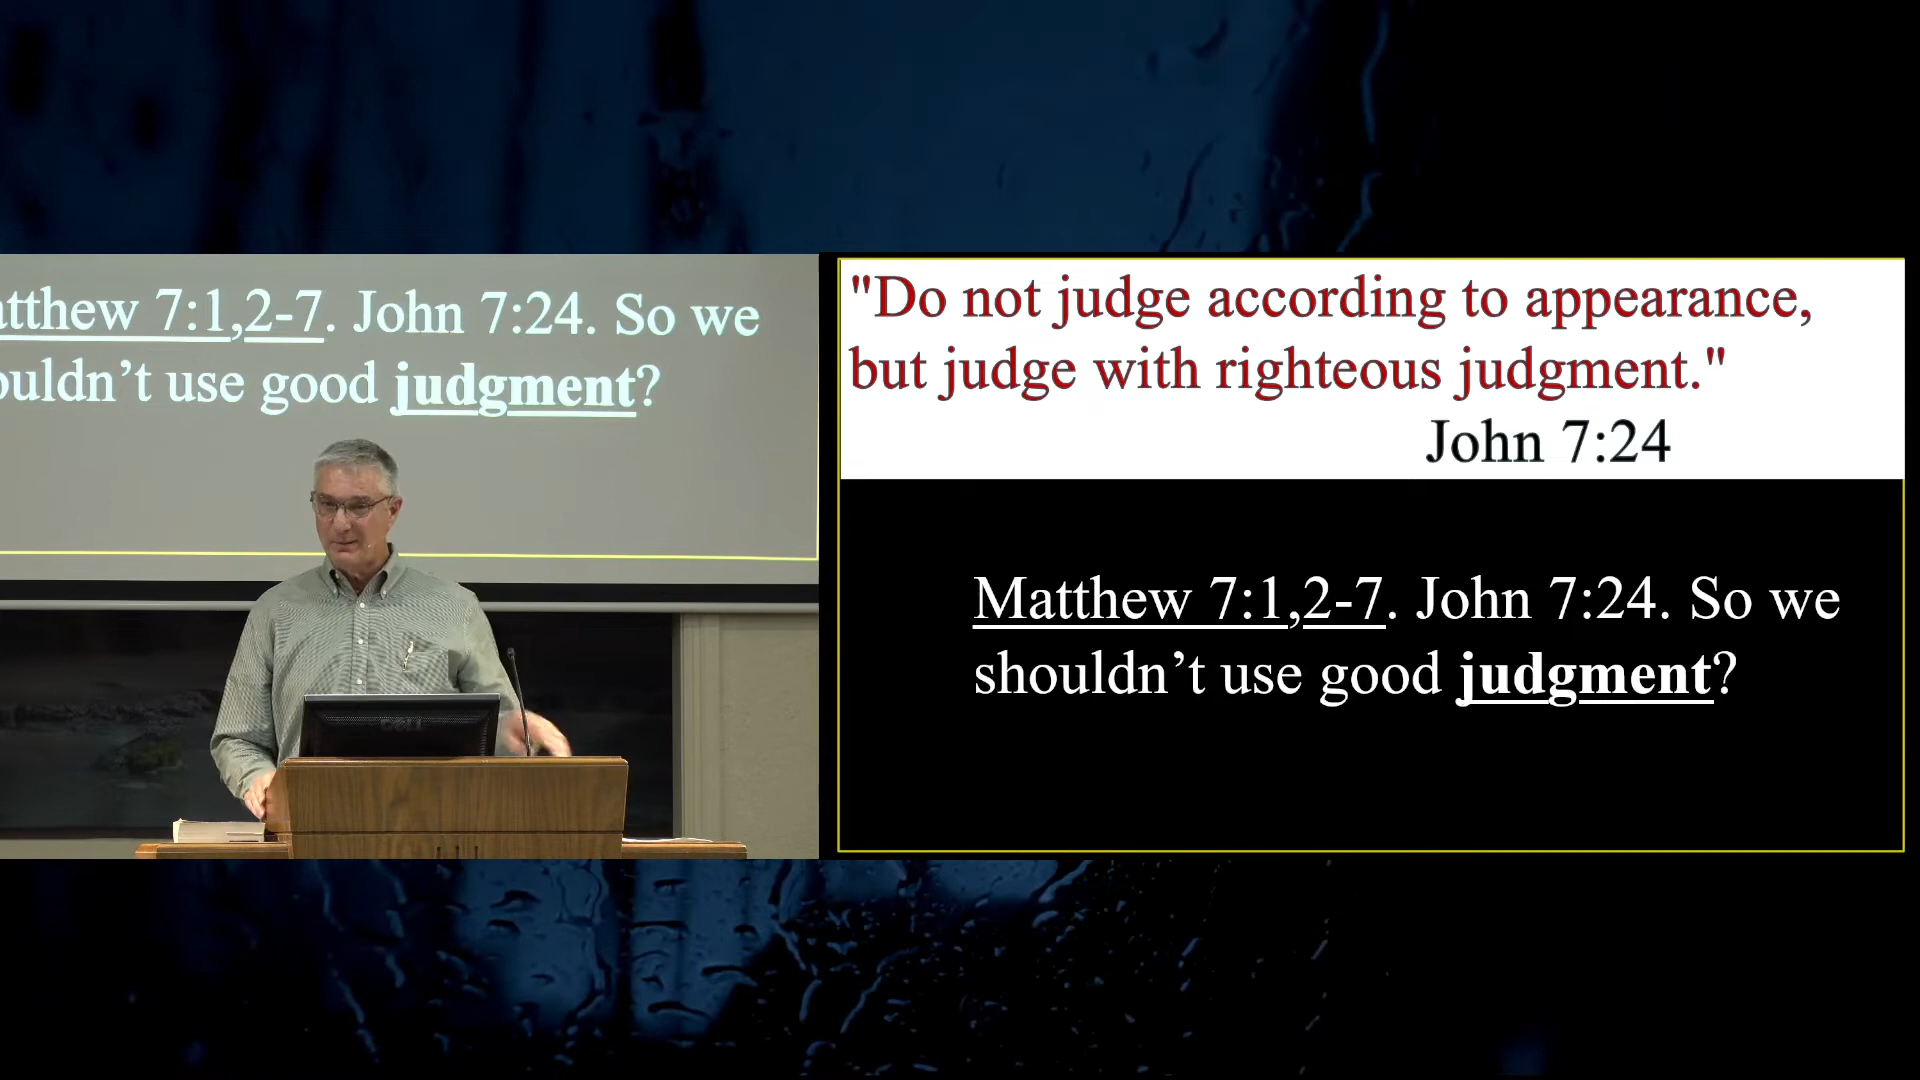 atthew 7:1,2-7. John 7:24. So we
ouldn’t use good judgment?
"Do not judge according to appearance,
but judge with righteous judgment."
John 7:24
Matthew 7:1,2-7. John 7:24. So we
shouldn’t use good judgment?
DELL